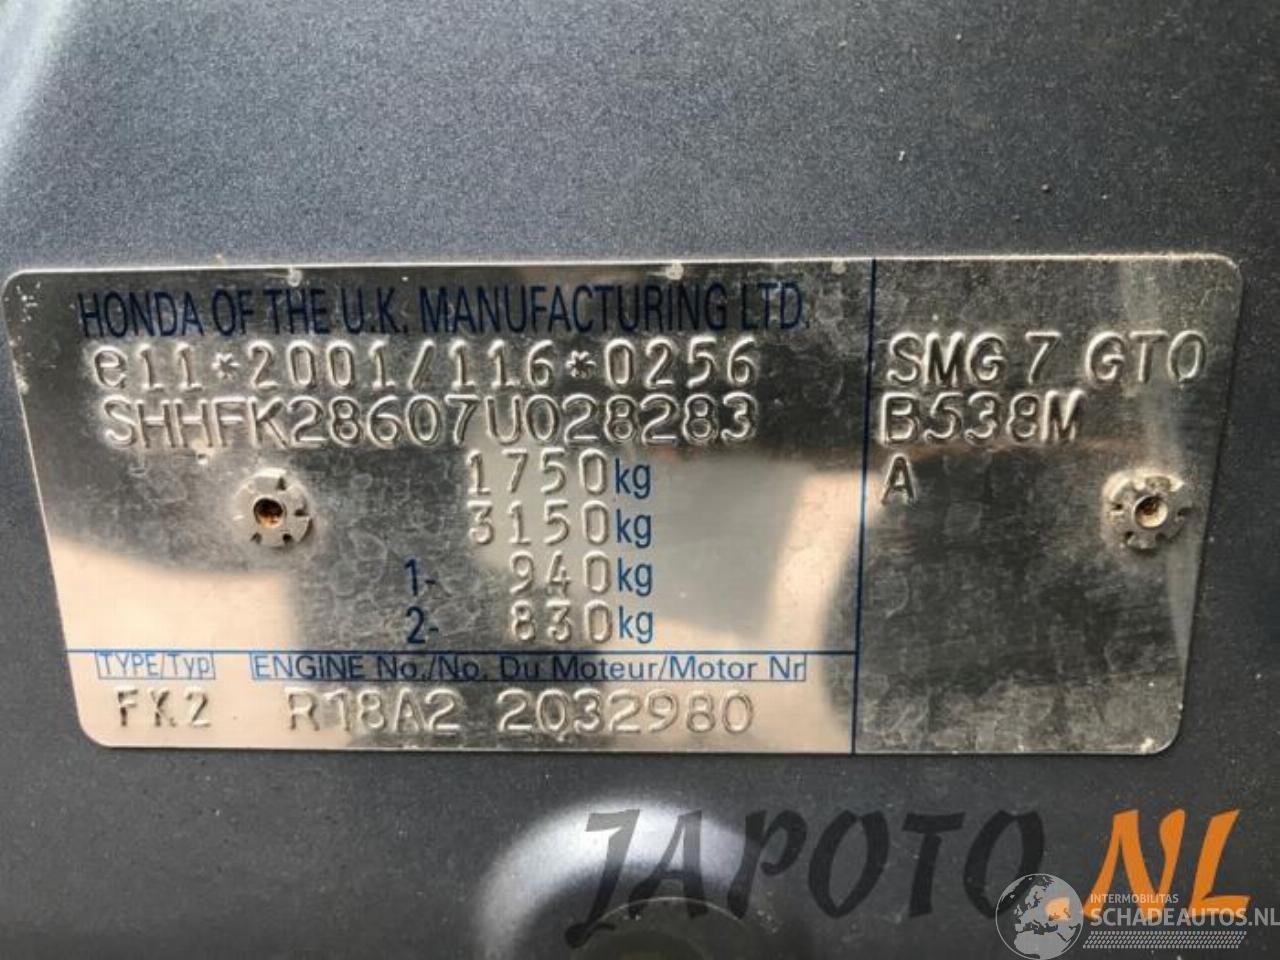 HONDA OF THE U.K. MANUFACTURING LTD.
e11*2001/116*0256
SHHFK28607U028283
1750kg
3150kg
1- 940kg
2- 830kg
TYPE/Typ ENGINE No./No. Du Moteur/Motor Nr
FK2 R18A2 2032980
SMG 7 GTO
B538M
A
JAPOTO.NL
INTERMOBILITAS
SCHADEAUTOS.NL